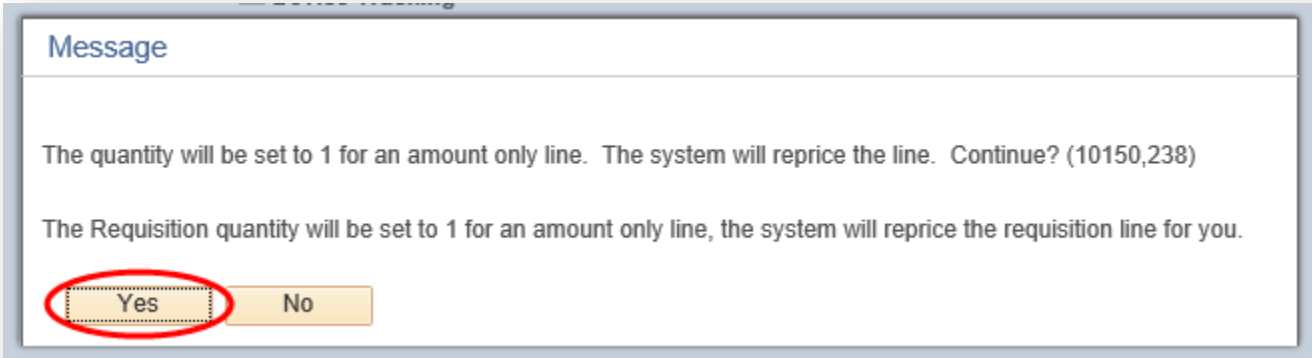 Message
The quantity will be set to 1 for an amount only line.  The system will reprice the line.  Continue? (10150,238)
The Requisition quantity will be set to 1 for an amount only line, the system will reprice the requisition line for you.
Yes No